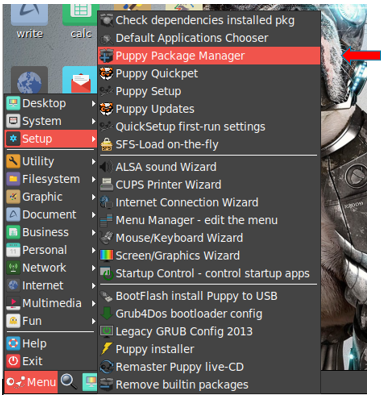 write
calc
Desktop
System
Setup
Utility
Filesystem
Graphic
Document
Business
Personal
Network
Internet
Multimedia
Fun
Help
Exit
Menu
Check dependencies installed pkg
Default Applications Chooser
Puppy Package Manager
Puppy Quickpet
Puppy Setup
Puppy Updates
QuickSetup first-run settings
SFS-Load on-the-fly
ALSA sound Wizard
CUPS Printer Wizard
Internet Connection Wizard
Menu Manager - edit the menu
Mouse/Keyboard Wizard
Screen/Graphics Wizard
Startup Control - control startup apps
BootFlash install Puppy to USB
Grub4Dos bootloader config
Legacy GRUB Config 2013
Puppy installer
Remaster Puppy live-CD
Remove builtin packages